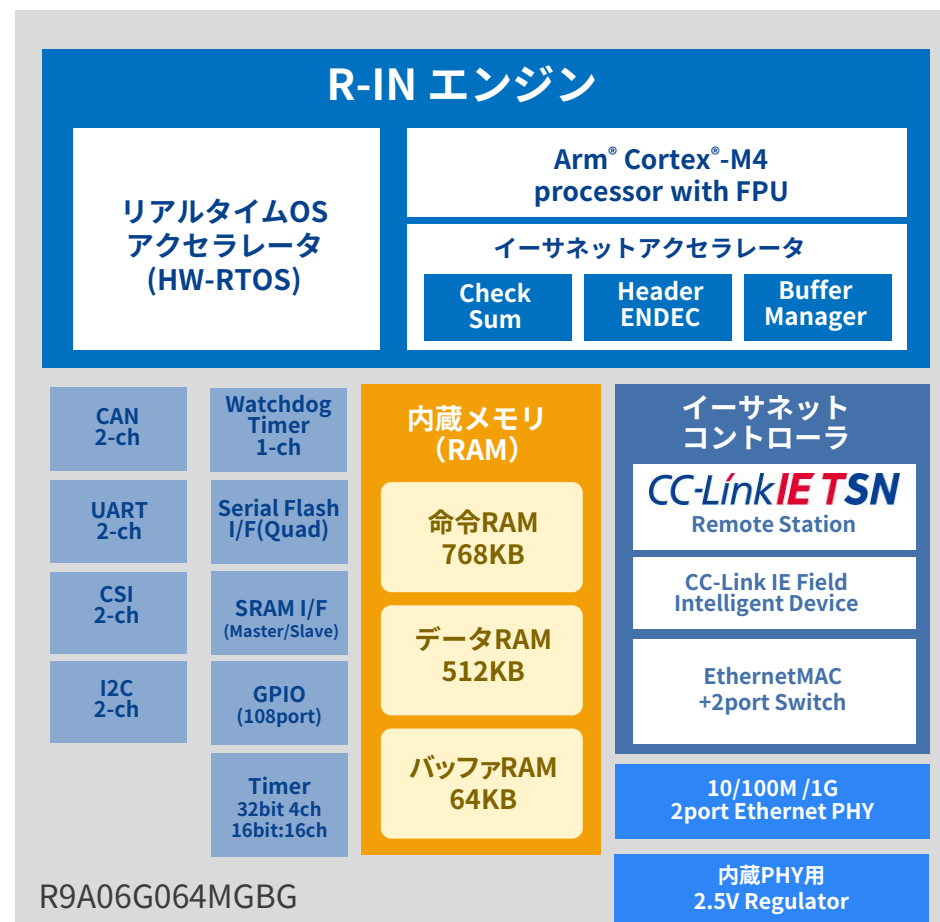 R-IN エンジン
リアルタイムOS
アクセラレータ
(HW-RTOS)
Arm® Cortex®-M4
processor with FPU
イーサネットアクセラレータ
Check
Sum
Header
ENDEC
Buffer
Manager
CAN
2-ch
UART
2-ch
CSI
2-ch
I2C
2-ch
Watchdog
Timer
1-ch
Serial Flash
I/F(Quad)
SRAM I/F
(Master/Slave)
GPIO
(108port)
Timer
32bit 4ch
16bit:16ch
内蔵メモリ
（RAM）
命令RAM
768KB
データRAM
512KB
バッファRAM
64KB
イーサネット
コントローラ
CC-Link IE TSN
Remote Station
CC-Link IE Field
Intelligent Device
EthernetMAC
+2port Switch
10/100M /1G
2port Ethernet PHY
内蔵PHY用
2.5V Regulator
R9A06G064MGBG